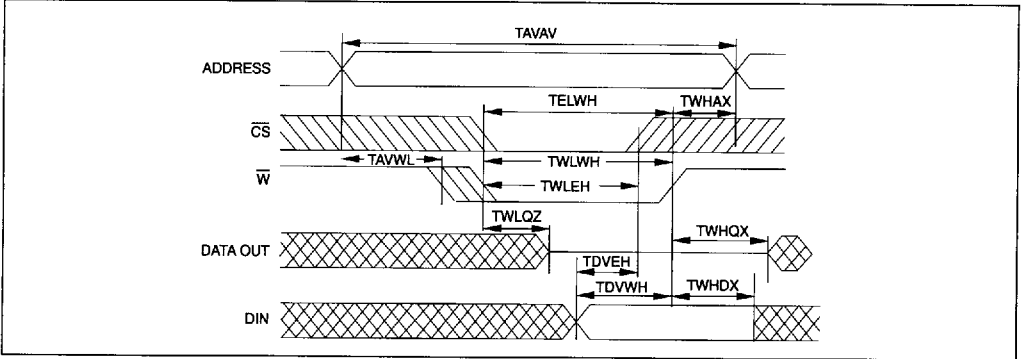 TAVAV
ADDRESS
TELWH TWHAX
CS
TAVWL TWLWH
W
TWLEH
TWLQZ TWHQX
DATA OUT
TDVEH
TDVWH TWHDX
DIN